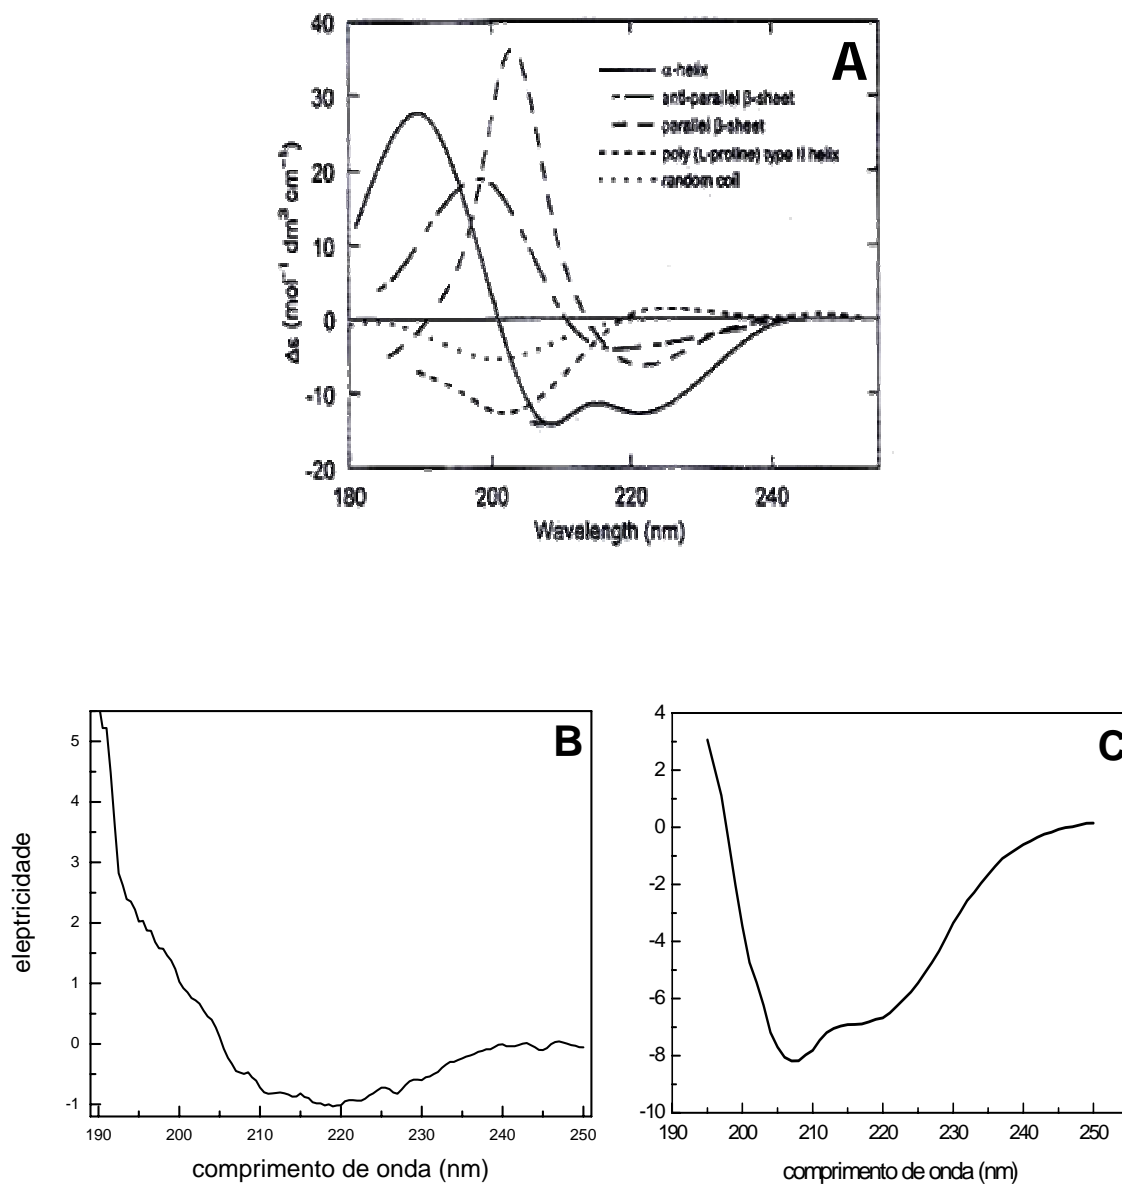 A
40
30
20
10
0
-10
-20
Δε (mol⁻¹ dm³ cm⁻¹)
α-helix
anti-parallel β-sheet
parallel β-sheet
poly (L-proline) type II helix
random coil
180 200 220 240
Wavelength (nm)
B
5
4
3
2
1
0
-1
eleptricidade
190 200 210 220 230 240 250
comprimento de onda (nm)
C
4
2
0
-2
-4
-6
-8
-10
190 200 210 220 230 240 250
comprimento de onda (nm)